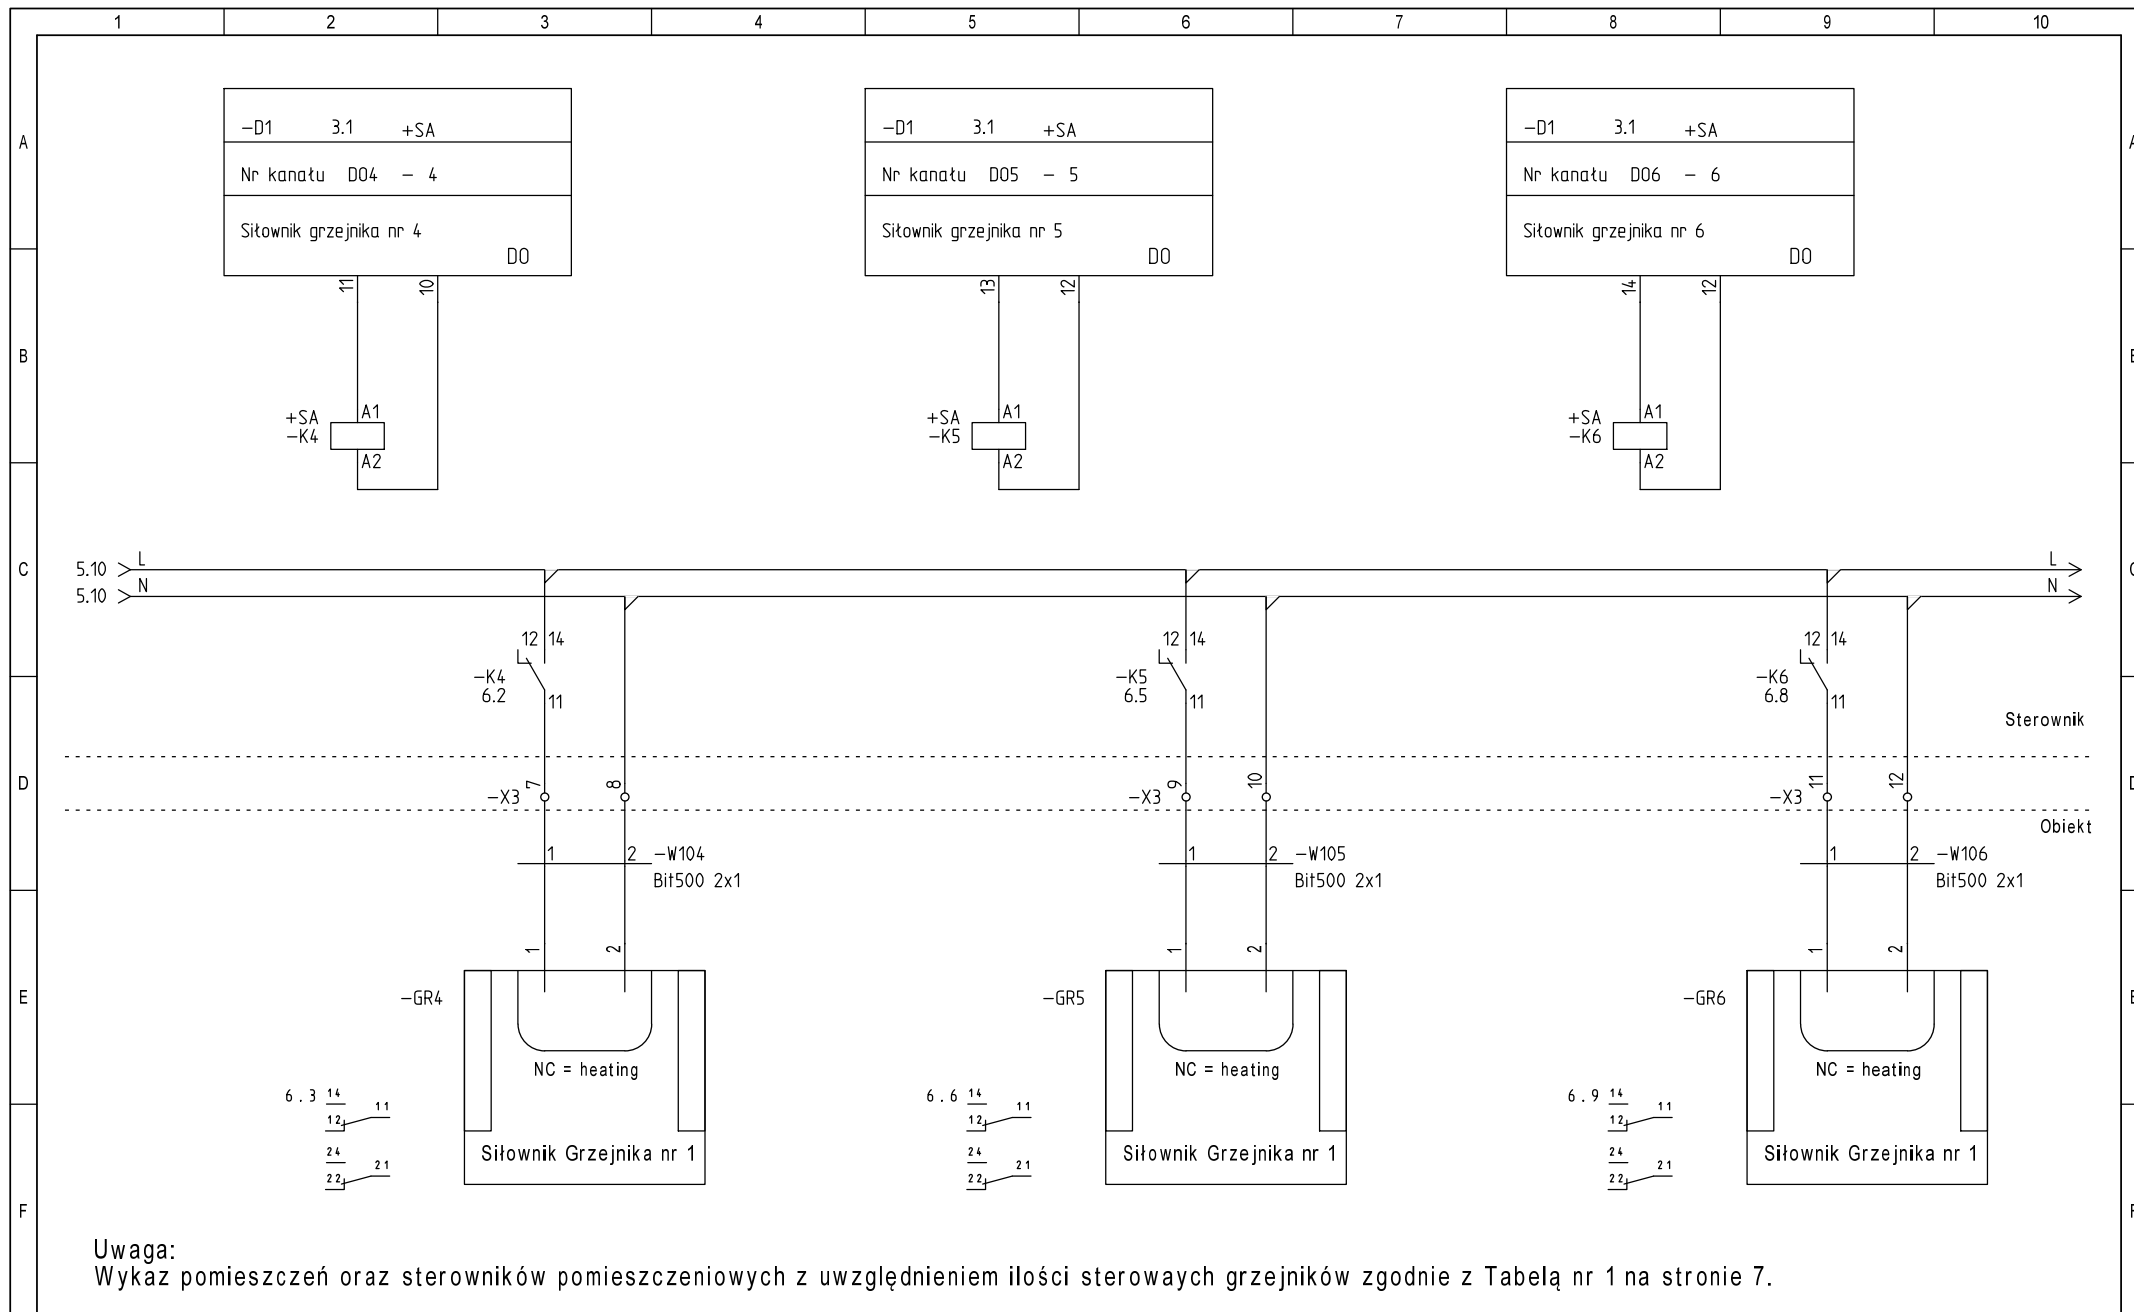 1 2 3 4 5 6 7 8 9 10
-D1 3.1 +SA
-D1 3.1 +SA
-D1 3.1 +SA
A
A
Nr kanału DO4 - 4
Nr kanału DO5 - 5
Nr kanału DO6 - 6
Siłownik grzejnika nr 4
Siłownik grzejnika nr 5
Siłownik grzejnika nr 6
DO
DO
DO
11 10
13 12
14 12
B
+SA A1
-K4
A2
+SA A1
-K5
A2
+SA A1
-K6
A2
C
5.10 L
L
5.10 N
N
12 14
-K4
6.2
11
12 14
-K5
6.5
11
12 14
-K6
6.8
11
Sterownik
D
-X3 7 8
-X3 9 10
-X3 11 12
Obiekt
1 2 -W104
Bit500 2x1
1 2 -W105
Bit500 2x1
1 2 -W106
Bit500 2x1
1 2
1 2
1 2
E
-GR4
-GR5
-GR6
NC = heating
NC = heating
NC = heating
6.3 14
12 11
24
22 21
6.6 14
12 11
24
22 21
6.9 14
12 11
24
22 21
Siłownik Grzejnika nr 1
Siłownik Grzejnika nr 1
Siłownik Grzejnika nr 1
F
Uwaga:
Wykaz pomieszczeń oraz sterowników pomieszczeniowych z uwzględnieniem ilości sterowaych grzejników zgodnie z Tabelą nr 1 na stronie 7.